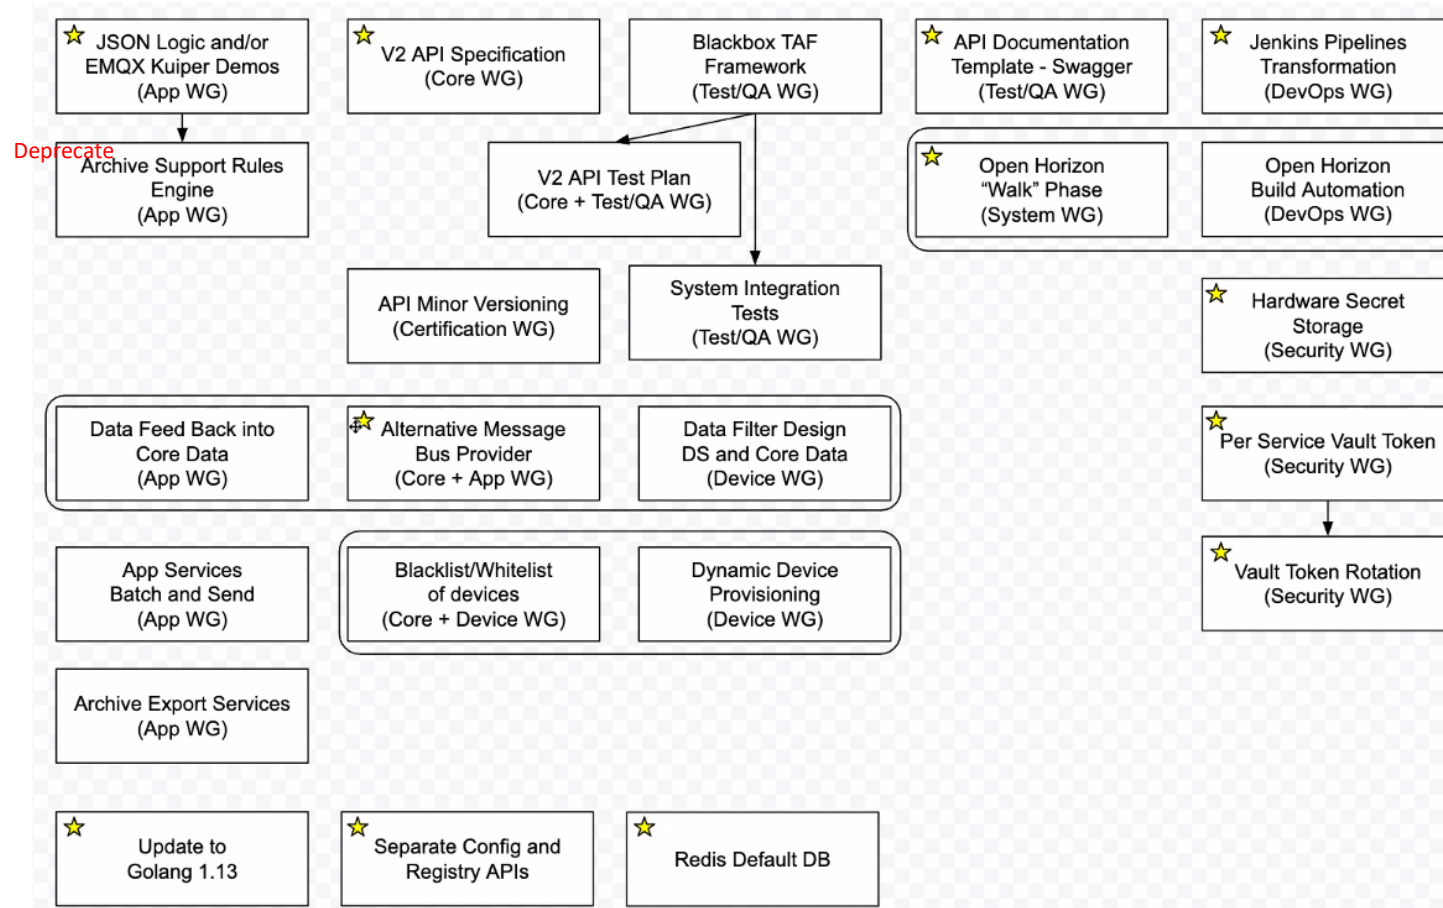 JSON Logic and/or
EMQX Kuiper Demos
(App WG)
V2 API Specification
(Core WG)
Blackbox TAF
Framework
(Test/QA WG)
API Documentation
Template - Swagger
(Test/QA WG)
Jenkins Pipelines
Transformation
(DevOps WG)
Deprecate
Archive Support Rules
Engine
(App WG)
V2 API Test Plan
(Core + Test/QA WG)
Open Horizon
“Walk” Phase
(System WG)
Open Horizon
Build Automation
(DevOps WG)
API Minor Versioning
(Certification WG)
System Integration
Tests
(Test/QA WG)
Hardware Secret
Storage
(Security WG)
Data Feed Back into
Core Data
(App WG)
Alternative Message
Bus Provider
(Core + App WG)
Data Filter Design
DS and Core Data
(Device WG)
Per Service Vault Token
(Security WG)
App Services
Batch and Send
(App WG)
Blacklist/Whitelist
of devices
(Core + Device WG)
Dynamic Device
Provisioning
(Device WG)
Vault Token Rotation
(Security WG)
Archive Export Services
(App WG)
Update to
Golang 1.13
Separate Config and
Registry APIs
Redis Default DB